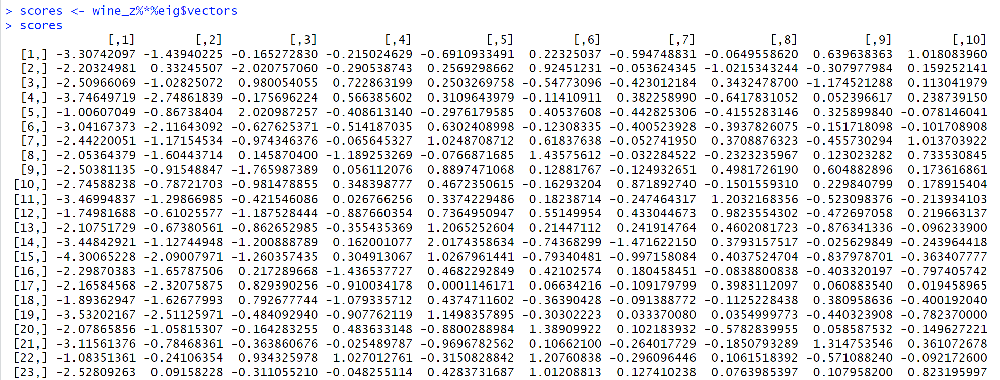 > scores <- wine_z%*%eig$vectors
> scores
[,1] [,2] [,3] [,4] [,5] [,6] [,7] [,8] [,9] [,10]
[1,] -3.30742097 -1.43940225 -0.165272830 -0.215024629 -0.6910933491 0.22325037 -0.594748831 -0.0649558620 0.639638363 1.018083960
[2,] -2.20324981 0.33245507 -2.020757060 -0.290538743 0.2569298662 0.92451231 -0.053624345 -1.0215343244 -0.307977984 0.159252141
[3,] -2.50966069 -1.02825072 0.980054055 0.722863199 0.2503269758 -0.54773096 -0.423012184 0.3432478700 -1.174521288 0.113041979
[4,] -3.74649719 -2.74861839 -0.175696224 0.566385602 0.3109643979 -0.11410911 0.382258990 -0.6417831052 0.052396617 0.238739150
[5,] -1.00607049 -0.86738404 2.020987257 -0.408613140 -0.2976179585 0.40537608 -0.442825306 -0.4155283146 0.325899840 -0.078146041
[6,] -3.04167373 -2.11643092 -0.627625371 -0.514187035 0.6302408998 -0.12308335 -0.400523928 -0.3937826075 -0.151718098 -0.101708908
[7,] -2.44220051 -1.17154534 -0.974346376 -0.065645327 1.0248708712 0.61837638 -0.052741950 0.3708876323 -0.455730294 1.013703922
[8,] -2.05364379 -1.60443714 0.145870400 -1.189253269 -0.0766871685 1.43575612 -0.032284522 -0.2323235967 0.123023282 0.733530845
[9,] -2.50381135 -0.91548847 -1.765987389 0.056112076 0.8897471068 0.12881767 -0.124932651 0.4981726190 0.604882896 0.173616861
[10,] -2.74588238 -0.78721703 -0.981478855 0.348398777 0.4672350615 -0.16293204 0.871892740 -0.1501559310 0.229840799 0.178915404
[11,] -3.46994837 -1.29866985 -0.421546086 0.026766256 0.3374229486 0.18238714 -0.247464317 1.2032168356 -0.523098376 -0.213934103
[12,] -1.74981688 -0.61025577 -1.187528444 -0.887660354 0.7364950947 0.55149954 0.433044673 0.9823554302 -0.472697058 0.219663137
[13,] -2.10751729 -0.67380561 -0.862652985 -0.355435369 1.2065252604 0.21447112 0.241914764 0.4602081723 -0.876341336 -0.096233900
[14,] -3.44842921 -1.12744948 -1.200888789 0.162001077 2.0174358634 -0.74368299 -1.471622150 0.3793157517 -0.025629849 -0.243964418
[15,] -4.30065228 -2.09007971 -1.260357435 0.304913067 1.0267961441 -0.79340481 -0.997158084 0.4037524704 -0.837978701 -0.363407777
[16,] -2.29870383 -1.65787506 0.217289668 -1.436537727 0.4682292849 0.42102574 0.180458451 -0.0838800838 -0.403320197 -0.797405742
[17,] -2.16584568 -2.32075875 0.829390256 -0.910034178 0.0001146171 0.06634216 -0.109179799 0.3983112097 0.060883540 0.019458965
[18,] -1.89362947 -1.62677993 0.792677744 -1.079335712 0.4374711602 -0.36390428 -0.091388772 -0.1125228438 0.380958636 -0.400192040
[19,] -3.53202167 -2.51125971 -0.484092940 -0.907762119 1.1498357895 -0.30302223 0.033370080 0.0354999773 -0.440323908 -0.782370000
[20,] -2.07865856 -1.05815307 -0.164283255 0.483633148 -0.8800288984 1.38909922 0.102183932 -0.5782839955 0.058587532 -0.149627221
[21,] -3.11561376 -0.78468361 -0.363860676 -0.025489787 -0.9696782562 0.10662100 -0.264017729 -0.1850793289 1.314753546 0.361072678
[22,] -1.08351361 -0.24106354 0.934325978 1.027012761 -0.3150828842 1.20760838 -0.296096446 0.1061518392 -0.571088240 -0.092172600
[23,] -2.52809263 0.09158228 -0.311055210 -0.048255114 0.4283731687 1.01208813 0.127410238 0.0763985397 0.107958200 0.823195997